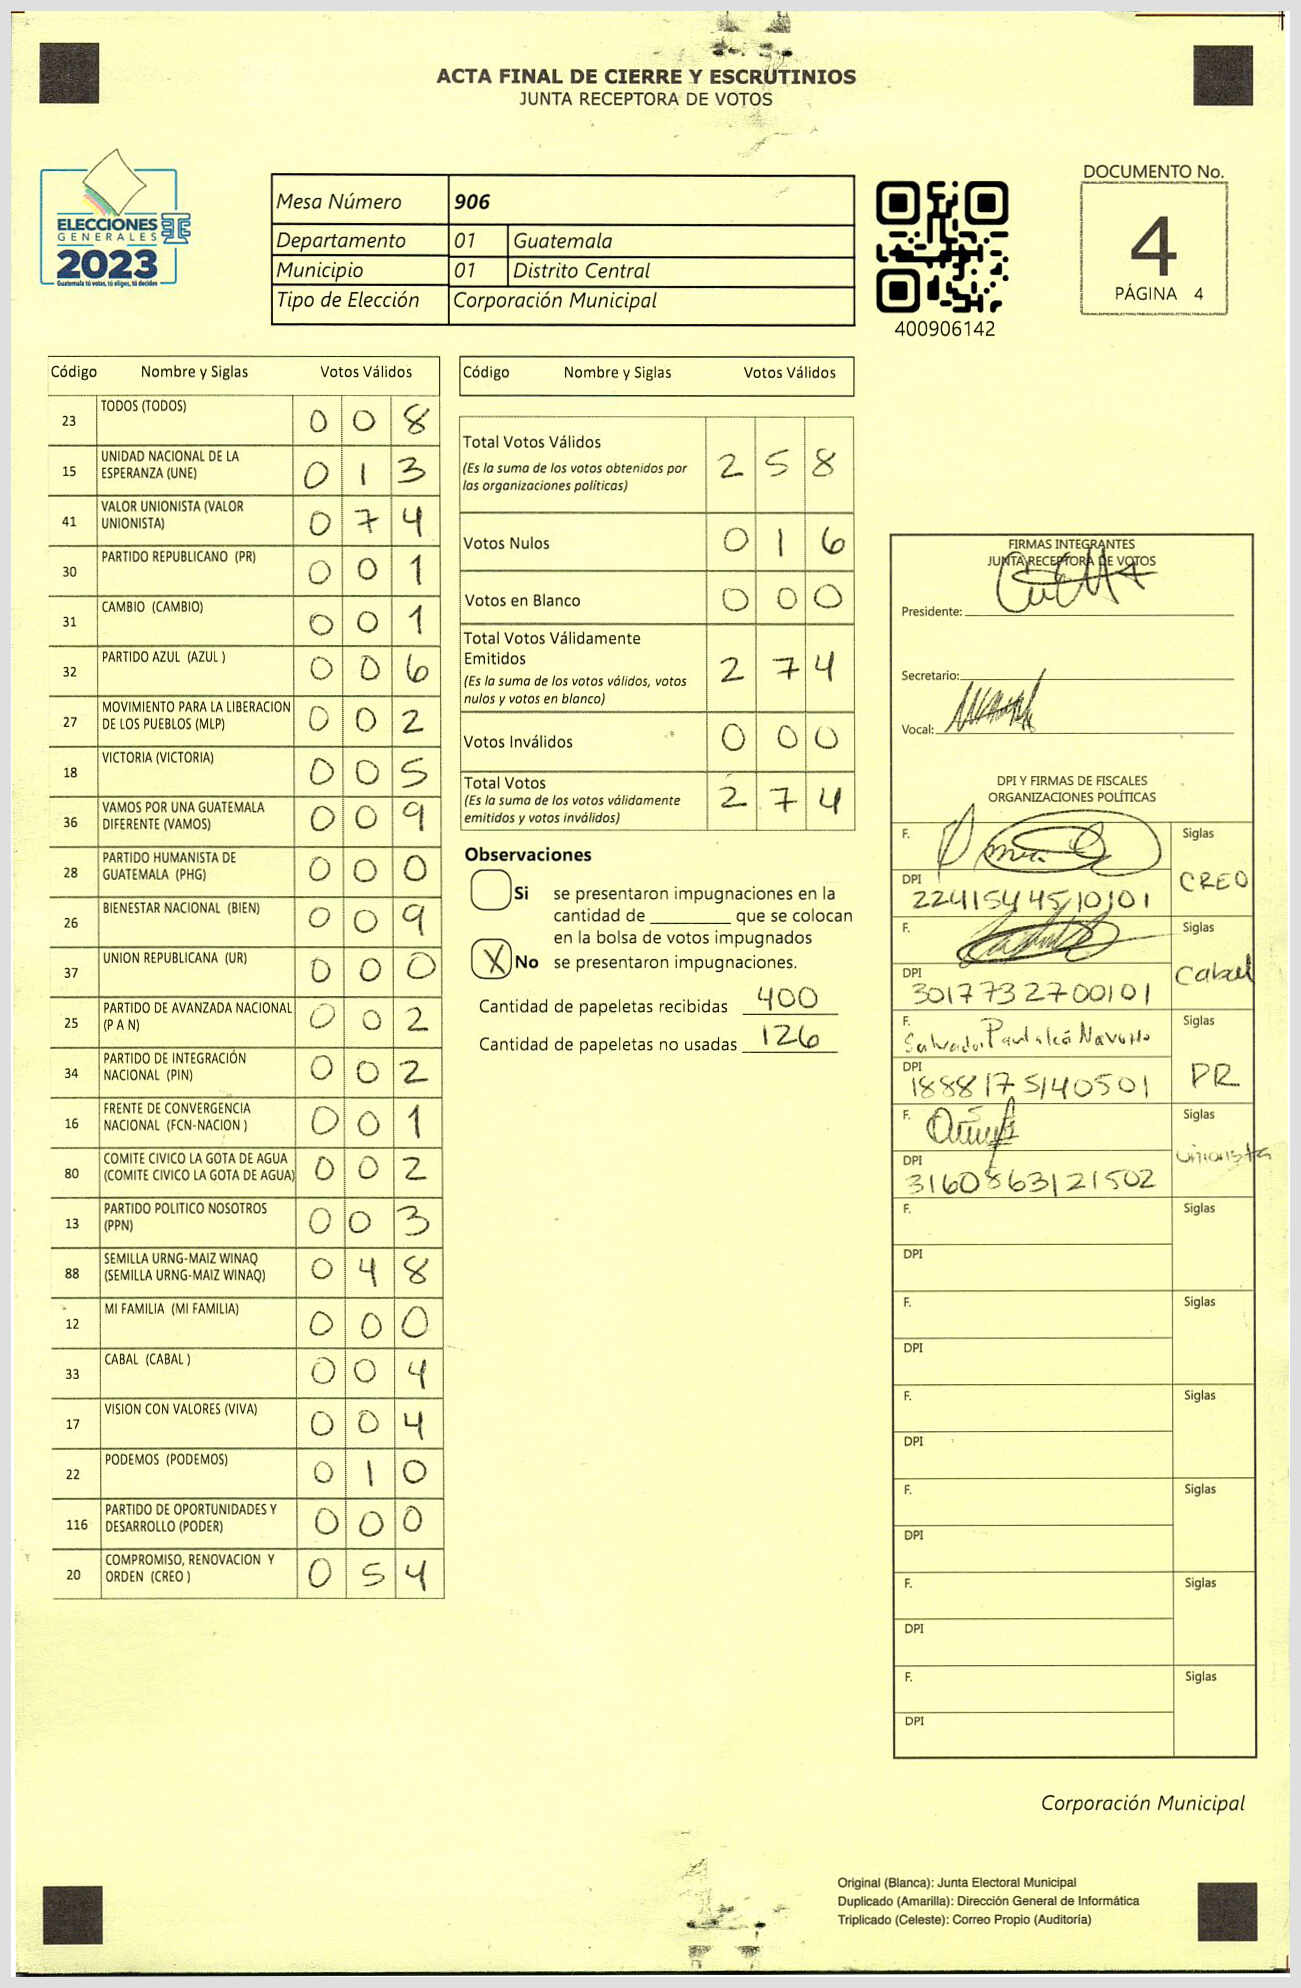 ACTA FINAL DE CIERRE Y ESCRUTINIOS
JUNTA RECEPTORA DE VOTOS
ELECCIONES
GENERALES
2023
Guatemala tú votas, tú eliges, tú decides
Mesa Número 906
Departamento 01 Guatemala
Municipio 01 Distrito Central
Tipo de Elección Corporación Municipal
400906142
DOCUMENTO No.
4
PÁGINA 4
Código Nombre y Siglas Votos Válidos
23 TODOS (TODOS) 0 0 8
15 UNIDAD NACIONAL DE LA ESPERANZA (UNE) 0 1 3
41 VALOR UNIONISTA (VALOR UNIONISTA) 0 7 4
30 PARTIDO REPUBLICANO (PR) 0 0 1
31 CAMBIO (CAMBIO) 0 0 1
32 PARTIDO AZUL (AZUL ) 0 0 6
27 MOVIMIENTO PARA LA LIBERACION DE LOS PUEBLOS (MLP) 0 0 2
18 VICTORIA (VICTORIA) 0 0 5
36 VAMOS POR UNA GUATEMALA DIFERENTE (VAMOS) 0 0 9
28 PARTIDO HUMANISTA DE GUATEMALA (PHG) 0 0 0
26 BIENESTAR NACIONAL (BIEN) 0 0 9
37 UNION REPUBLICANA (UR) 0 0 0
25 PARTIDO DE AVANZADA NACIONAL (P A N) 0 0 2
34 PARTIDO DE INTEGRACIÓN NACIONAL (PIN) 0 0 2
16 FRENTE DE CONVERGENCIA NACIONAL (FCN-NACION ) 0 0 1
80 COMITE CIVICO LA GOTA DE AGUA (COMITE CIVICO LA GOTA DE AGUA) 0 0 2
13 PARTIDO POLITICO NOSOTROS (PPN) 0 0 3
88 SEMILLA URNG-MAIZ WINAQ (SEMILLA URNG-MAIZ WINAQ) 0 4 8
12 MI FAMILIA (MI FAMILIA) 0 0 0
33 CABAL (CABAL ) 0 0 4
17 VISION CON VALORES (VIVA) 0 0 4
22 PODEMOS (PODEMOS) 0 1 0
116 PARTIDO DE OPORTUNIDADES Y DESARROLLO (PODER) 0 0 0
20 COMPROMISO, RENOVACION Y ORDEN (CREO ) 0 5 4
Código Nombre y Siglas Votos Válidos
Total Votos Válidos 2 5 8
(Es la suma de los votos obtenidos por
las organizaciones políticas)
Votos Nulos 0 1 6
Votos en Blanco 0 0 0
Total Votos Válidamente
Emitidos 2 7 4
(Es la suma de los votos válidos, votos
nulos y votos en blanco)
Votos Inválidos 0 0 0
Total Votos 2 7 4
(Es la suma de los votos válidamente
emitidos y votos inválidos)
Observaciones
Si se presentaron impugnaciones en la
cantidad de ________ que se colocan
en la bolsa de votos impugnados
X No se presentaron impugnaciones.
Cantidad de papeletas recibidas 400
Cantidad de papeletas no usadas 126
FIRMAS INTEGRANTES
JUNTA RECEPTORA DE VOTOS
Presidente:
Secretario:
Vocal:
DPI Y FIRMAS DE FISCALES
ORGANIZACIONES POLÍTICAS
F. Siglas
DPI 2241544510101 CREO
F. Siglas
DPI 3017732700101 Cabal
F. Salvador Navarro Siglas
DPI 1888175140501 PR
F. Siglas
DPI 3160863121502 Unionista
F. Siglas
DPI
F. Siglas
DPI
F. Siglas
DPI
F. Siglas
DPI
F. Siglas
DPI
F. Siglas
DPI
Corporación Municipal
Original (Blanca): Junta Electoral Municipal
Duplicado (Amarilla): Dirección General de Informática
Triplicado (Celeste): Correo Propio (Auditoría)